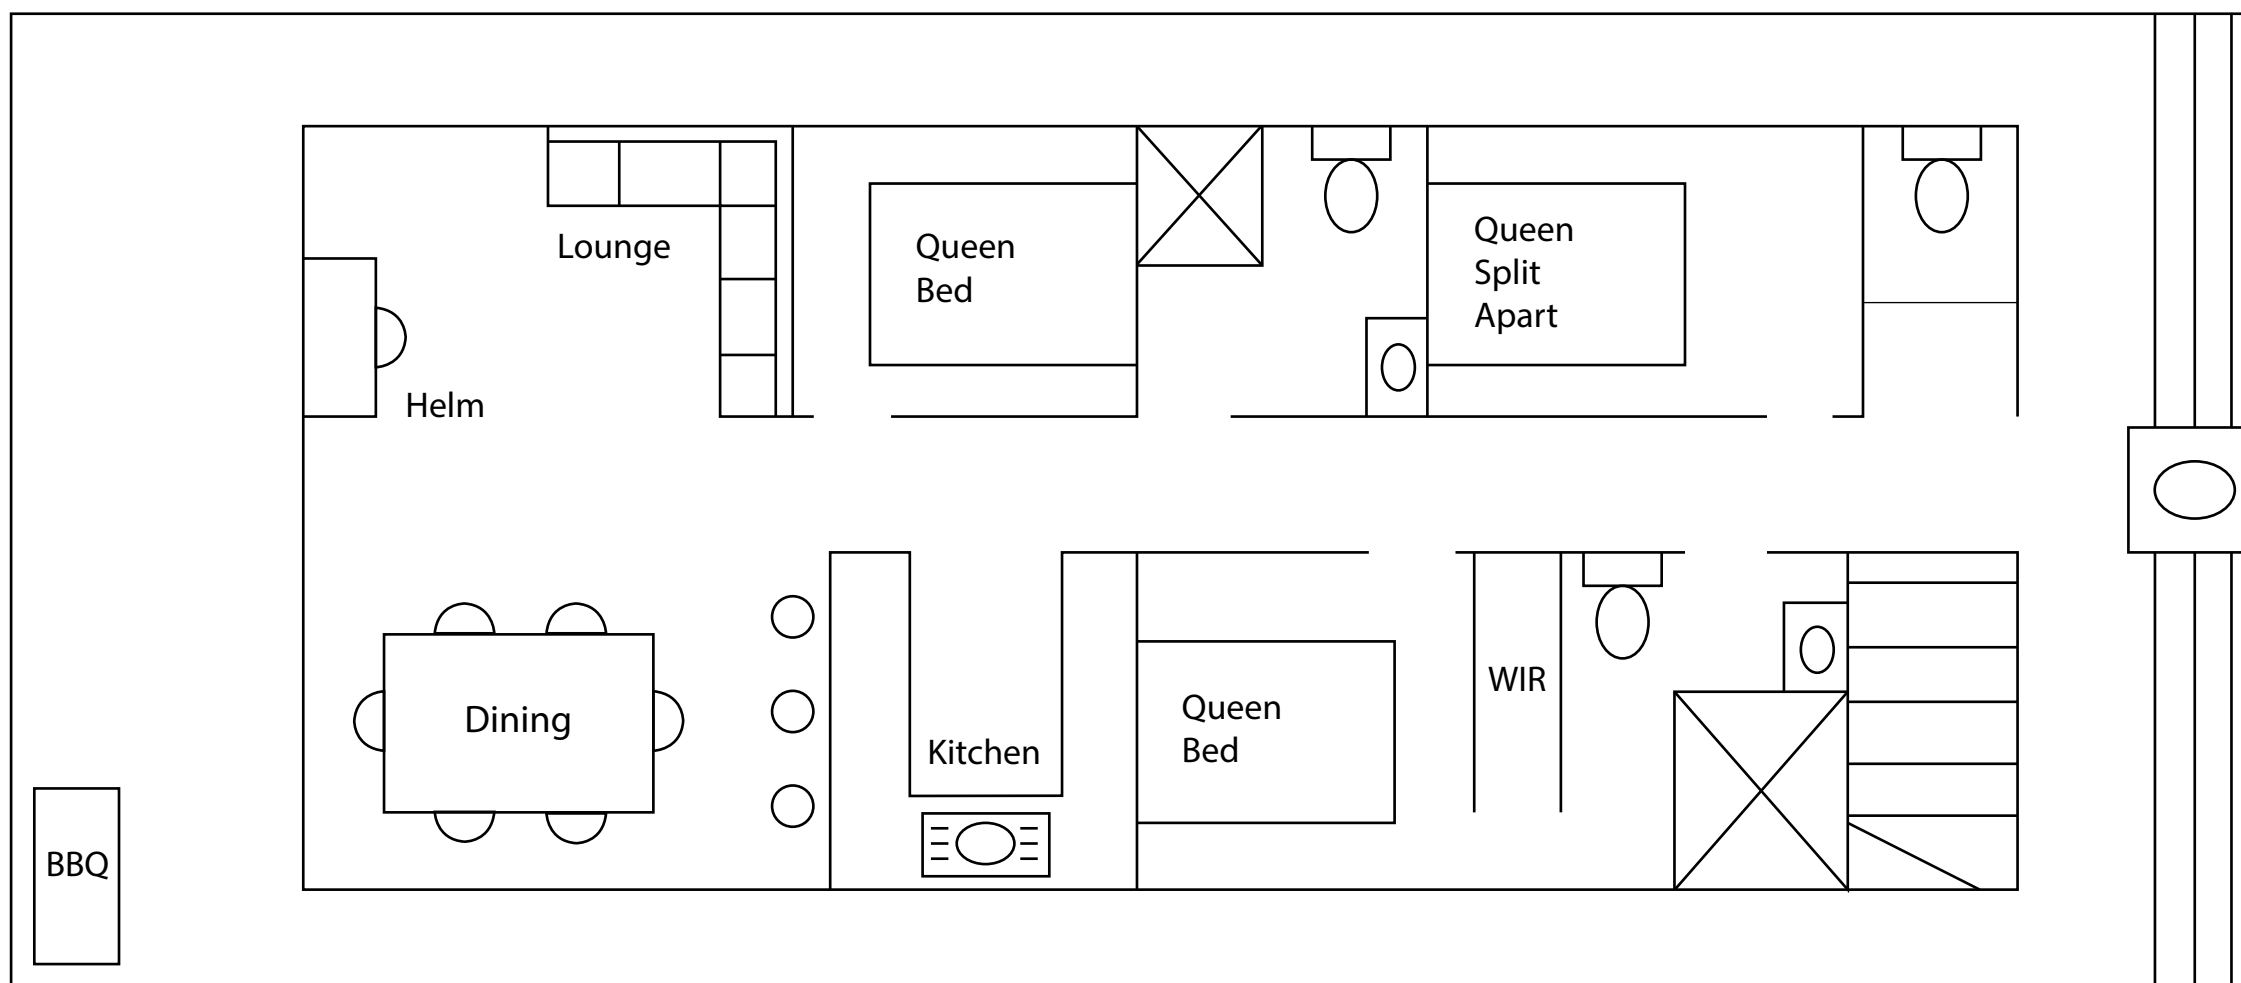 Lounge
Queen
Bed
Queen
Split
Apart
Helm
Dining
Kitchen
Queen
Bed
WIR
BBQ